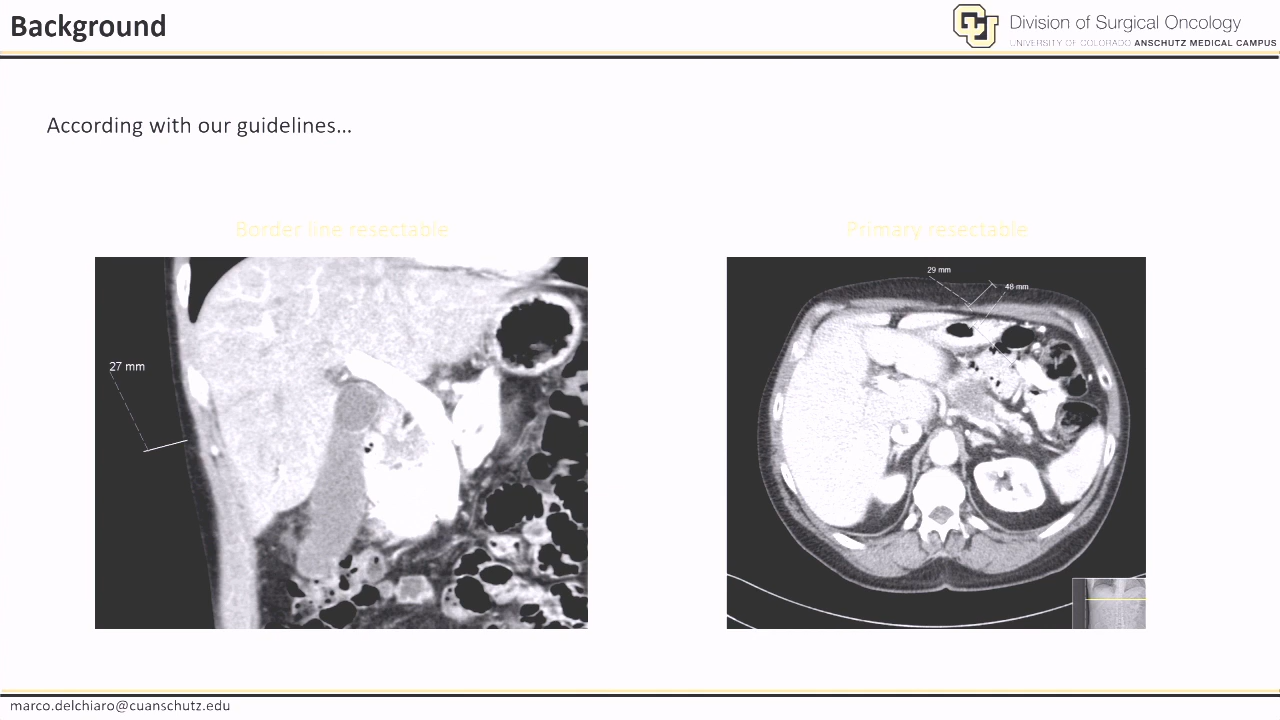 Background
Division of Surgical Oncology
UNIVERSITY OF COLORADO ANSCHUTZ MEDICAL CAMPUS
According with our guidelines...
Border line resectable
Primary resectable
27 mm
29 mm
48 mm
marco.delchiaro@cuanschutz.edu